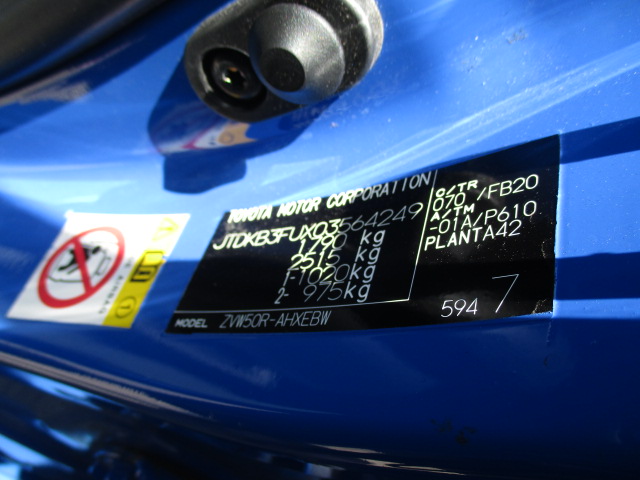 TOYOTA MOTOR CORPORATION
JTDKB3FUX03564249
1790 kg
2515 kg
1- 1020kg
2- 975kg
MODEL ZVW50R-AHXEBW
C/TR
070 /FB20
A/TM
-01A/P610
PLANTA42
594 7